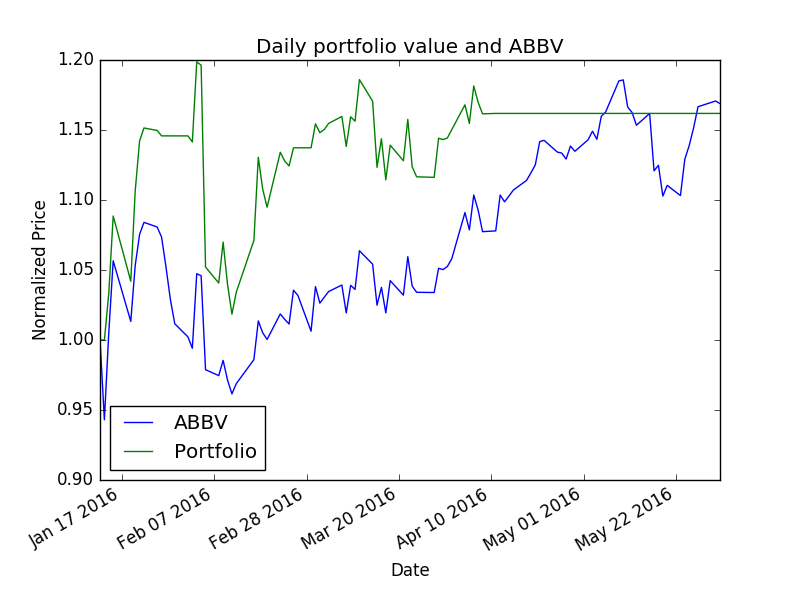 Daily portfolio value and ABBV
1.20
1.15
1.10
1.05
1.00
0.95
0.90
Normalized Price
ABBV
Portfolio
Jan 17 2016
Feb 07 2016
Feb 28 2016
Mar 20 2016
Apr 10 2016
May 01 2016
May 22 2016
Date